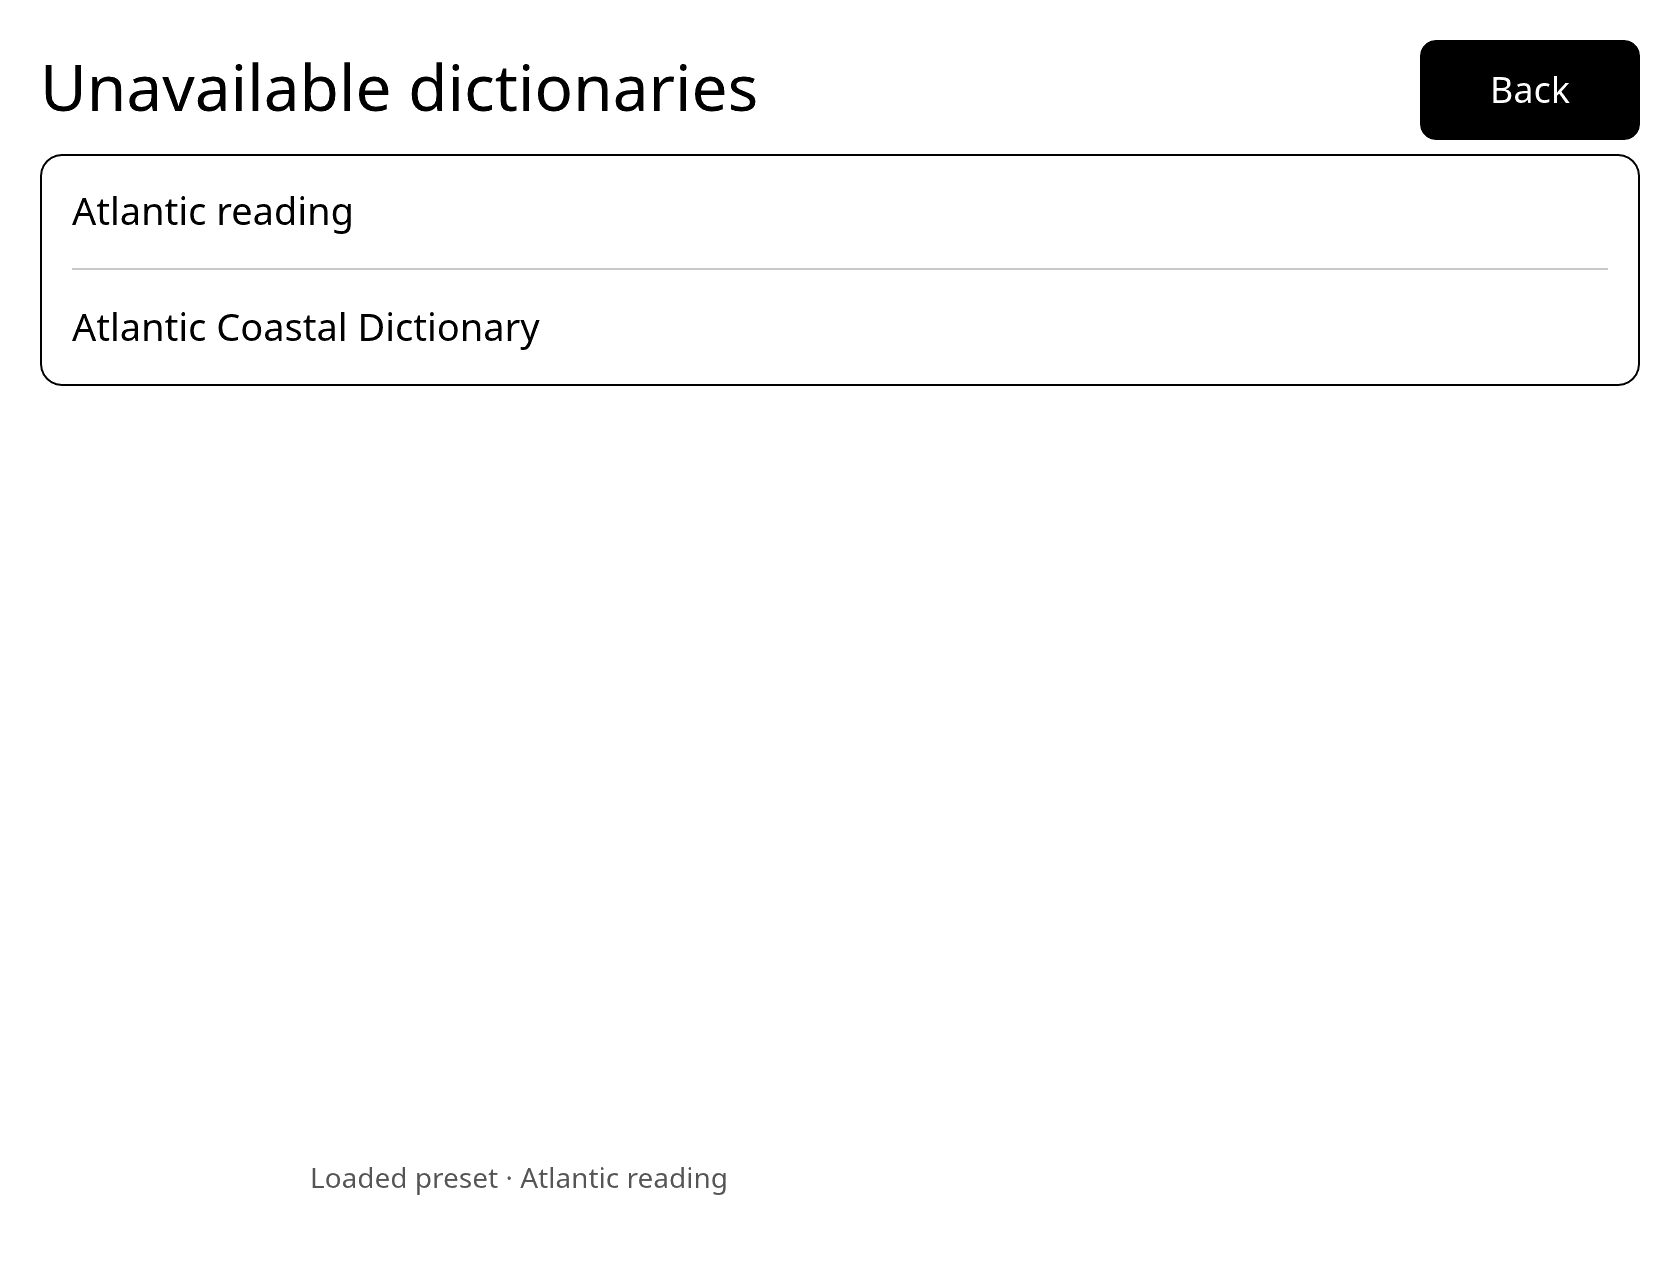 Unavailable dictionaries
Back
Atlantic reading
Atlantic Coastal Dictionary
Loaded preset · Atlantic reading